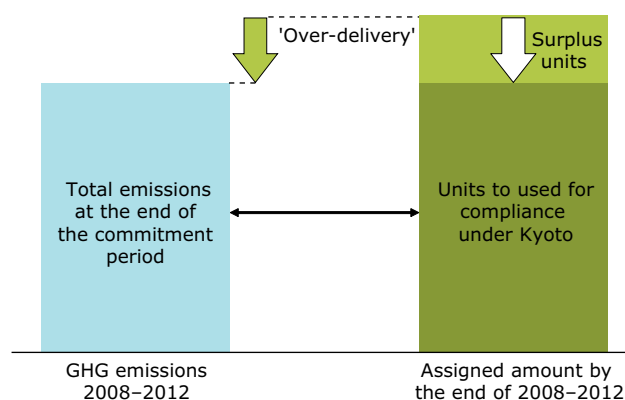 'Over-delivery'
Surplus
units
Total emissions
at the end of
the commitment
period
Units to used for
compliance
under Kyoto
GHG emissions
2008–2012
Assigned amount by
the end of 2008–2012